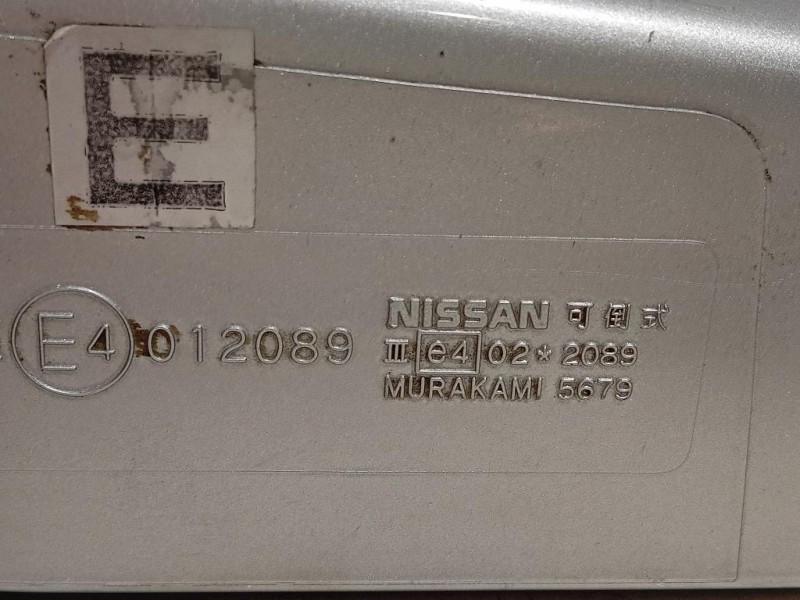 E
E4 012089
NISSAN 可倒式
III e4 02*2089
MURAKAMI 5679